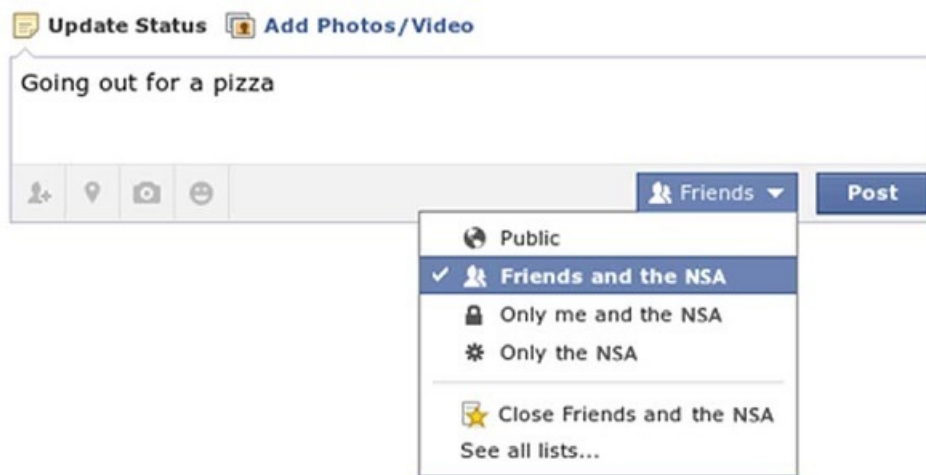 Update Status Add Photos/Video
Going out for a pizza
Friends Post
Public
Friends and the NSA
Only me and the NSA
Only the NSA
Close Friends and the NSA
See all lists...